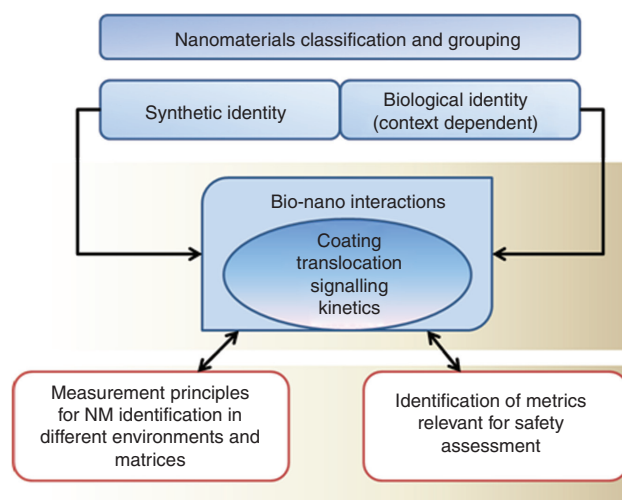 Nanomaterials classification and grouping
Synthetic identity
Biological identity
(context dependent)
Bio-nano interactions
Coating
translocation
signalling
kinetics
Measurement principles
for NM identification in
different environments and
matrices
Identification of metrics
relevant for safety
assessment